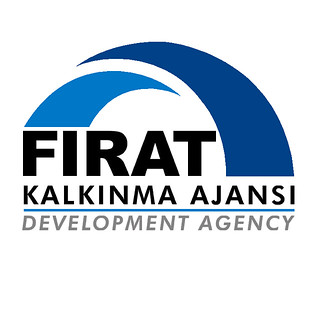 FIRAT
KALKINMA AJANSI
DEVELOPMENT AGENCY